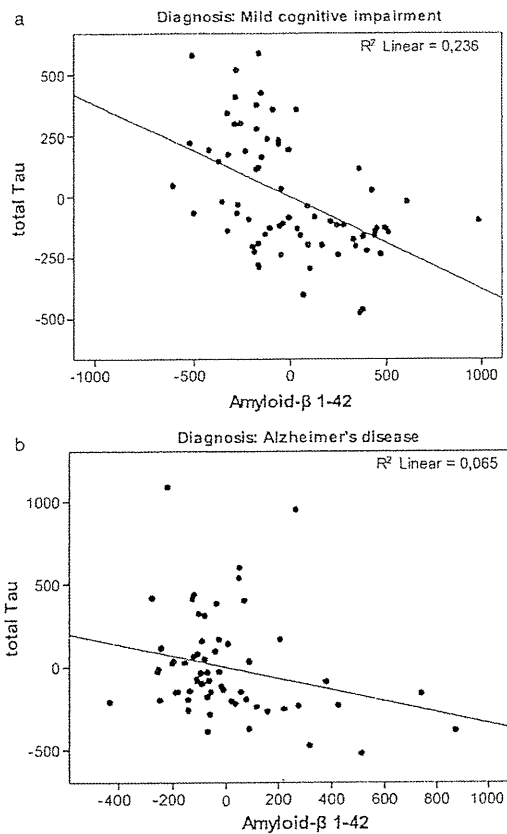 a
Diagnosis: Mild cognitive impairment
R² Linear = 0,236
total Tau
500
250
0
-250
-500
-1000 -500 0 500 1000
Amyloid-β 1-42
b
Diagnosis: Alzheimer's disease
R² Linear = 0,065
total Tau
1000
500
0
-500
-400 -200 0 200 400 600 800 1000
Amyloid-β 1-42